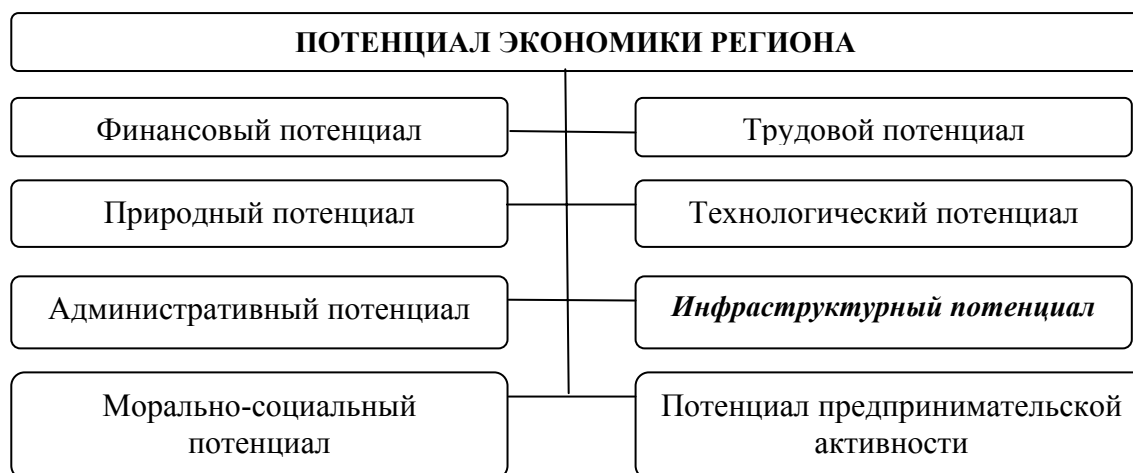 ПОТЕНЦИАЛ ЭКОНОМИКИ РЕГИОНА
Финансовый потенциал
Трудовой потенциал
Природный потенциал
Технологический потенциал
Административный потенциал
Инфраструктурный потенциал
Морально-социальный
потенциал
Потенциал предпринимательской
активности